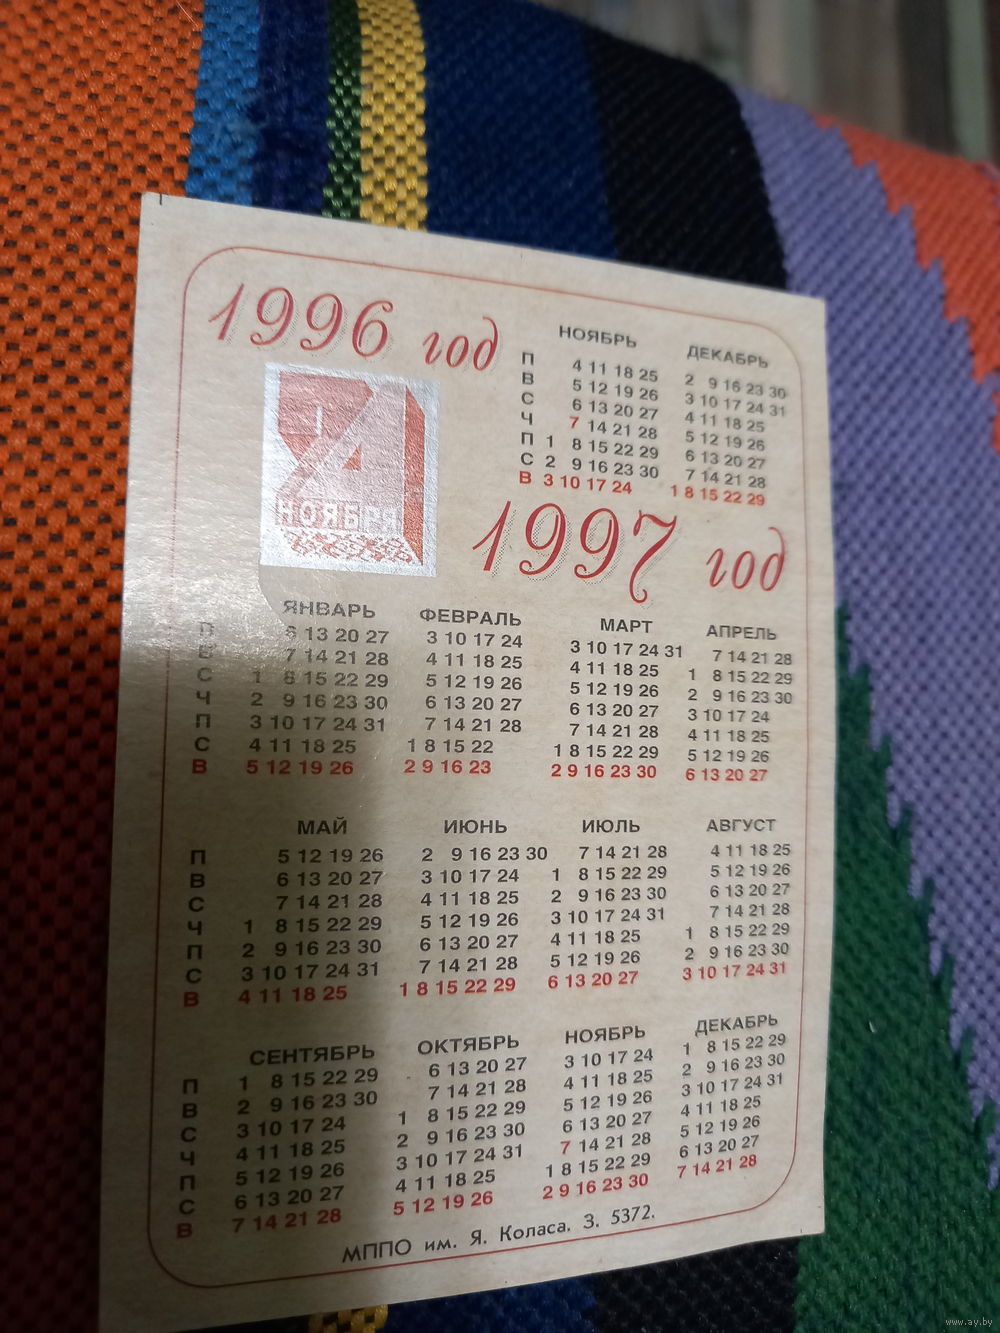 1996 год
24
НОЯБРЯ
НОЯБРЬ ДЕКАБРЬ
П 4 11 18 25 2 9 16 23 30
В 5 12 19 26 3 10 17 24 31
С 6 13 20 27 4 11 18 25
Ч 7 14 21 28 5 12 19 26
П 1 8 15 22 29 6 13 20 27
С 2 9 16 23 30 7 14 21 28
В 3 10 17 24 1 8 15 22 29
1997 год
ЯНВАРЬ ФЕВРАЛЬ МАРТ АПРЕЛЬ
П 6 13 20 27 3 10 17 24 3 10 17 24 31 7 14 21 28
В 7 14 21 28 4 11 18 25 4 11 18 25 1 8 15 22 29
С 1 8 15 22 29 5 12 19 26 5 12 19 26 2 9 16 23 30
Ч 2 9 16 23 30 6 13 20 27 6 13 20 27 3 10 17 24
П 3 10 17 24 31 7 14 21 28 7 14 21 28 4 11 18 25
С 4 11 18 25 1 8 15 22 1 8 15 22 29 5 12 19 26
В 5 12 19 26 2 9 16 23 2 9 16 23 30 6 13 20 27
МАЙ ИЮНЬ ИЮЛЬ АВГУСТ
П 5 12 19 26 2 9 16 23 30 7 14 21 28 4 11 18 25
В 6 13 20 27 3 10 17 24 1 8 15 22 29 5 12 19 26
С 7 14 21 28 4 11 18 25 2 9 16 23 30 6 13 20 27
Ч 1 8 15 22 29 5 12 19 26 3 10 17 24 31 7 14 21 28
П 2 9 16 23 30 6 13 20 27 4 11 18 25 1 8 15 22 29
С 3 10 17 24 31 7 14 21 28 5 12 19 26 2 9 16 23 30
В 4 11 18 25 1 8 15 22 29 6 13 20 27 3 10 17 24 31
СЕНТЯБРЬ ОКТЯБРЬ НОЯБРЬ ДЕКАБРЬ
П 1 8 15 22 29 6 13 20 27 3 10 17 24 1 8 15 22 29
В 2 9 16 23 30 7 14 21 28 4 11 18 25 2 9 16 23 30
С 3 10 17 24 1 8 15 22 29 5 12 19 26 3 10 17 24 31
Ч 4 11 18 25 2 9 16 23 30 6 13 20 27 4 11 18 25
П 5 12 19 26 3 10 17 24 31 7 14 21 28 5 12 19 26
С 6 13 20 27 4 11 18 25 1 8 15 22 29 6 13 20 27
В 7 14 21 28 5 12 19 26 2 9 16 23 30 7 14 21 28
МППО им. Я. Коласа. З. 5372.
www.ay.by